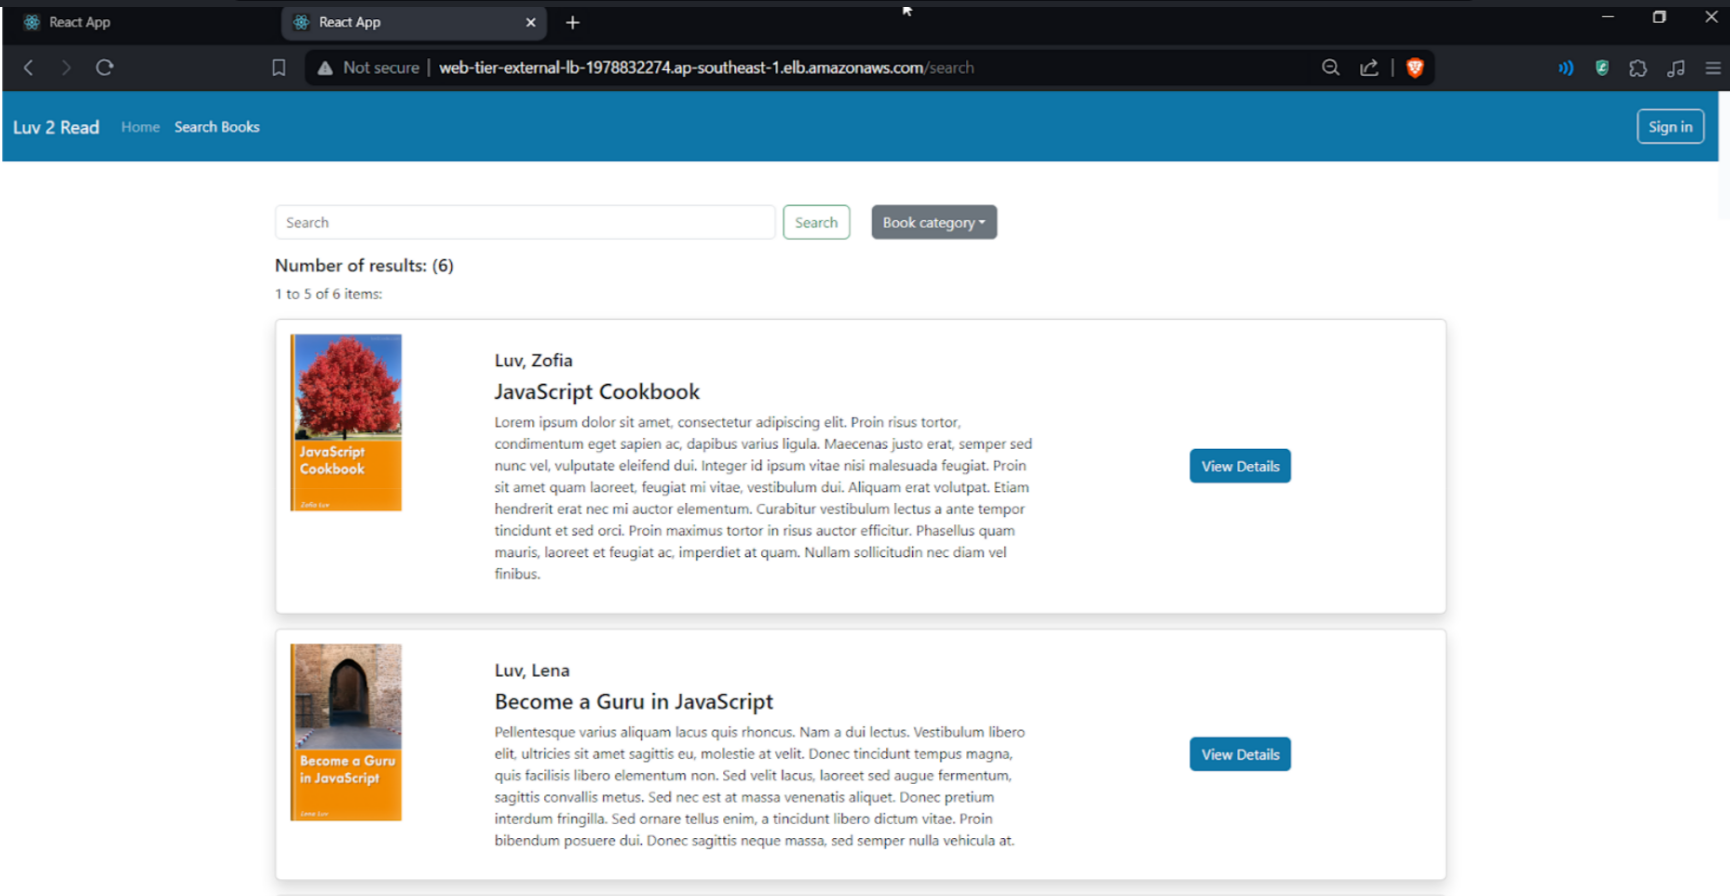 React App
React App
Not secure web-tier-external-lb-1978832274.ap-southeast-1.elb.amazonaws.com/search
Luv 2 Read Home Search Books Sign in
Search Search Book category
Number of results: (6)
1 to 5 of 6 items:
JavaScript
Cookbook
Zofia Luv
Luv, Zofia
JavaScript Cookbook
Lorem ipsum dolor sit amet, consectetur adipiscing elit. Proin risus tortor,
condimentum eget sapien ac, dapibus varius ligula. Maecenas justo erat, semper sed
nunc vel, vulputate eleifend dui. Integer id ipsum vitae nisi malesuada feugiat. Proin
sit amet quam laoreet, feugiat mi vitae, vestibulum dui. Aliquam erat volutpat. Etiam
hendrerit erat nec mi auctor elementum. Curabitur vestibulum lectus a ante tempor
tincidunt et sed orci. Proin maximus tortor in risus auctor efficitur. Phasellus quam
mauris, laoreet et feugiat ac, imperdiet at quam. Nullam sollicitudin nec diam vel
finibus.
View Details
Become a Guru
in JavaScript
Lena Luv
Luv, Lena
Become a Guru in JavaScript
Pellentesque varius aliquam lacus quis rhoncus. Nam a dui lectus. Vestibulum libero
elit, ultricies sit amet sagittis eu, molestie at velit. Donec tincidunt tempus magna,
quis facilisis libero elementum non. Sed velit lacus, laoreet sed augue fermentum,
sagittis convallis metus. Sed nec est at massa venenatis aliquet. Donec pretium
interdum fringilla. Sed ornare tellus enim, a tincidunt libero dictum vitae. Proin
bibendum posuere dui. Donec sagittis neque massa, sed semper nulla vehicula at.
View Details